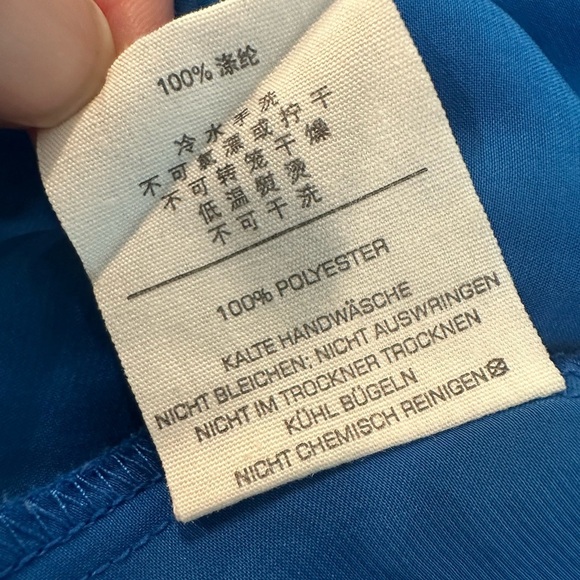 100% 涤纶
冷水手洗
不可氯漂或拧干
不可转笼干燥
低温熨烫
不可干洗
100% POLYESTER
KALTE HANDWÄSCHE
NICHT BLEICHEN; NICHT AUSWRINGEN
NICHT IM TROCKNER TROCKNEN
KÜHL BÜGELN
NICHT CHEMISCH REINIGEN